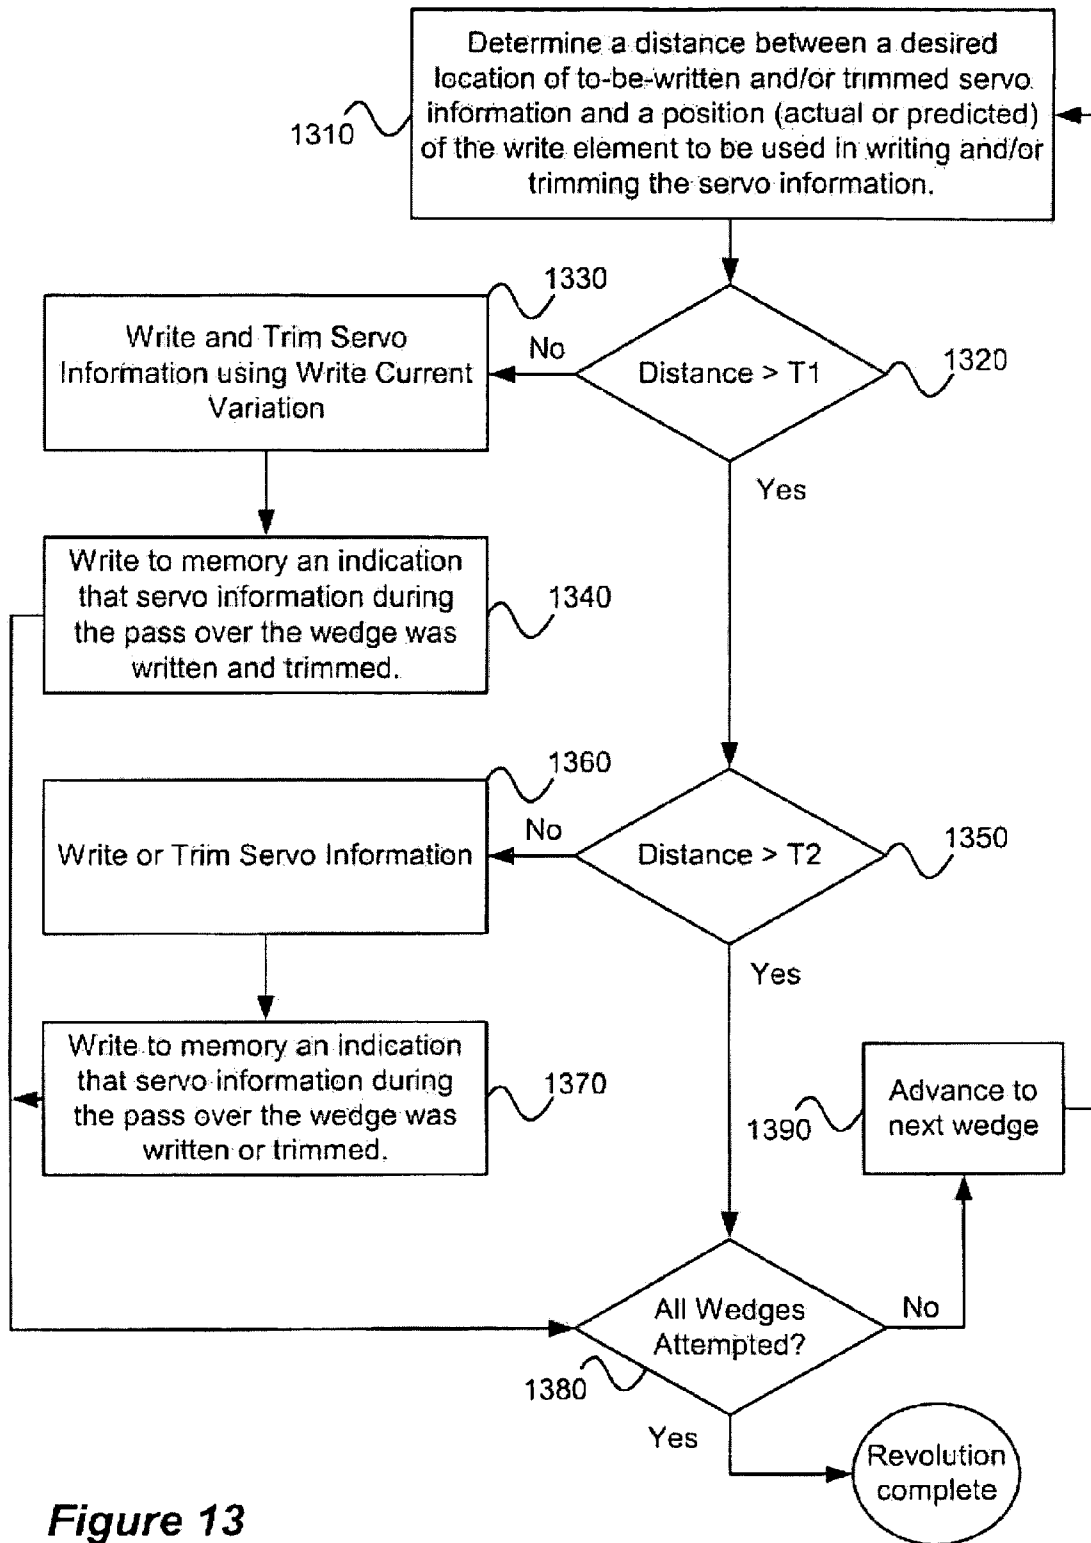 Determine a distance between a desired
location of to-be-written and/or trimmed servo
information and a position (actual or predicted)
of the write element to be used in writing and/or
trimming the servo information.
1310
1330
Write and Trim Servo
Information using Write Current
Variation
No
Distance > T1
1320
Yes
Write to memory an indication
that servo information during
the pass over the wedge was
written and trimmed.
1340
1360
Write or Trim Servo Information
No
Distance > T2
1350
Yes
Write to memory an indication
that servo information during
the pass over the wedge was
written or trimmed.
1370
Advance to
next wedge
1390
All Wedges
Attempted?
No
1380
Yes
Revolution
complete
Figure 13